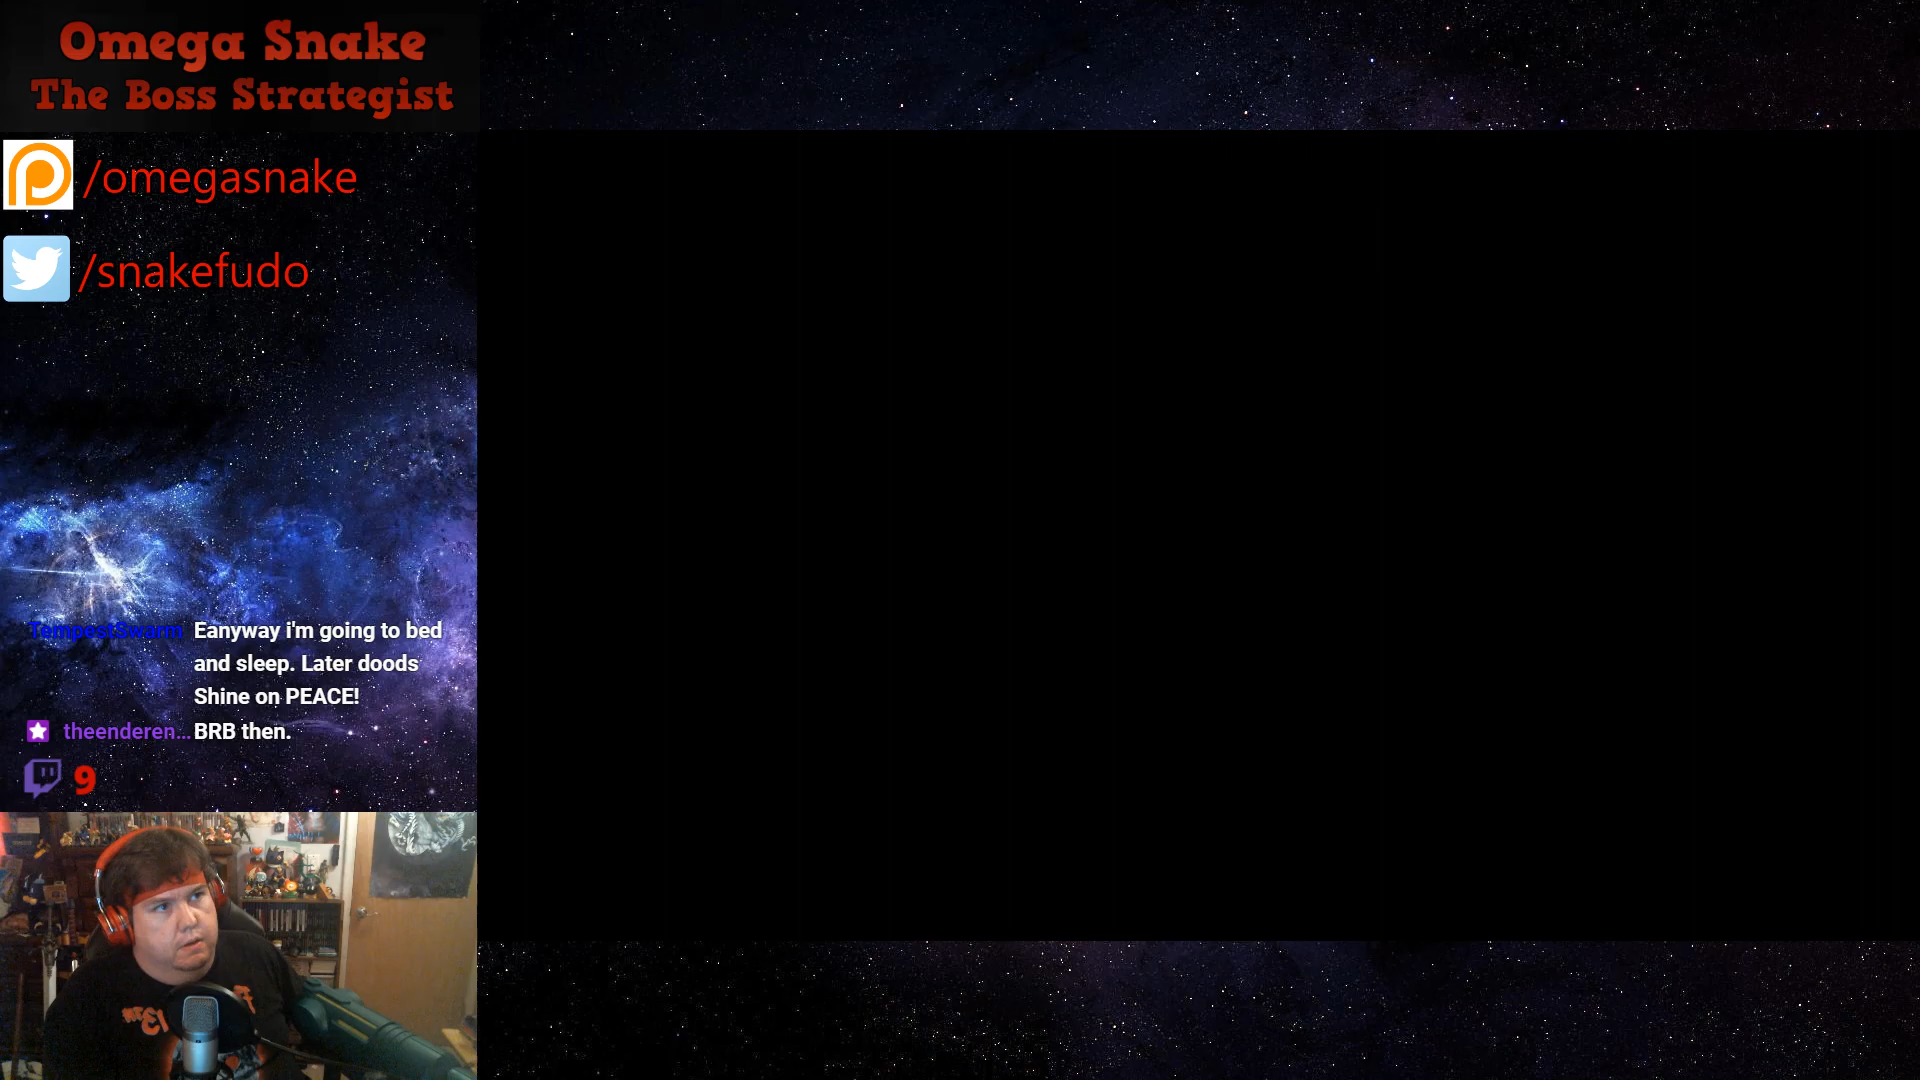 Omega Snake
The Boss Strategist
/omegasnake
/snakefudo
TempestSwarm Eanyway i'm going to bed
and sleep. Later doods
Shine on PEACE!
theenderen... BRB then.
9